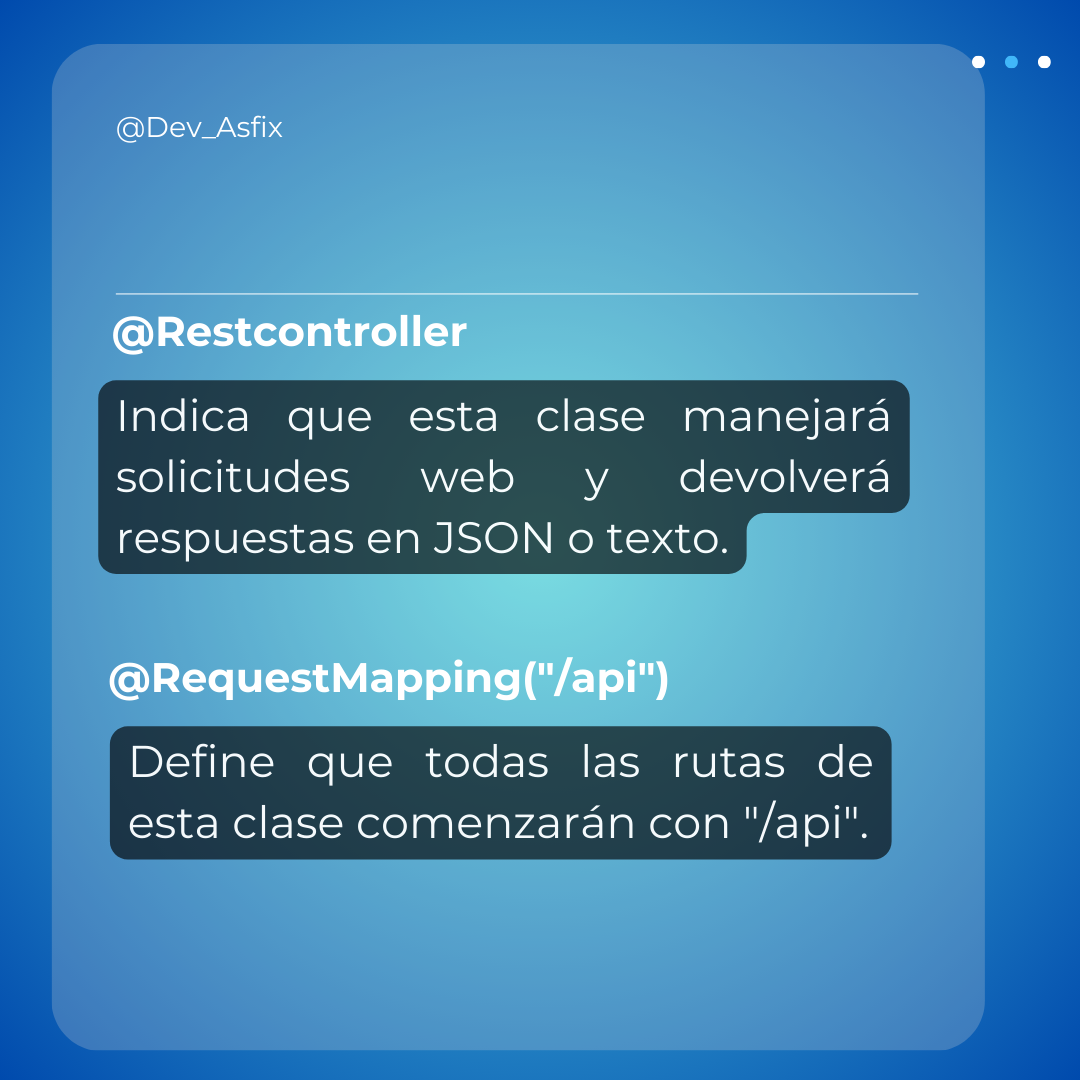 @Dev_Asfix
@Restcontroller
Indica que esta clase manejará
solicitudes web y devolverá
respuestas en JSON o texto.
@RequestMapping("/api")
Define que todas las rutas de
esta clase comenzarán con "/api".